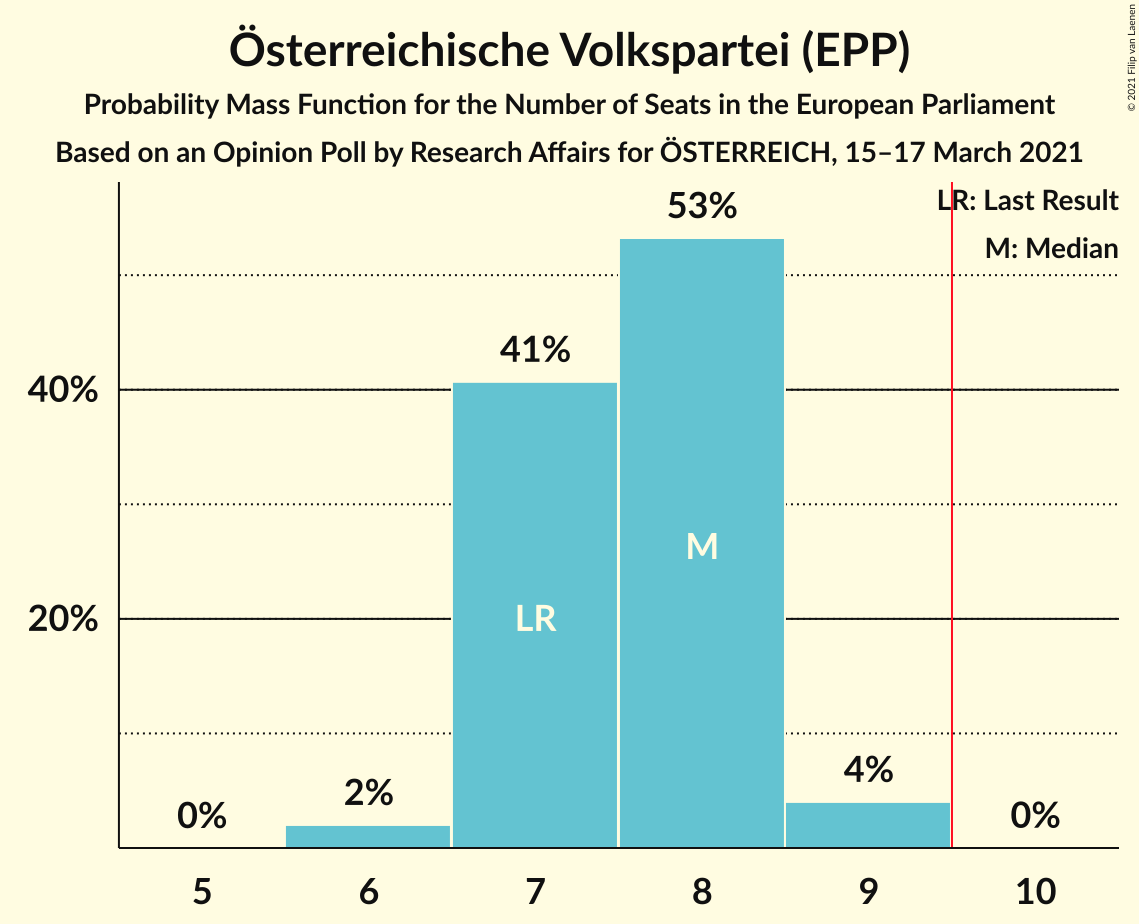 Österreichische Volkspartei (EPP)
Probability Mass Function for the Number of Seats in the European Parliament
Based on an Opinion Poll by Research Affairs for ÖSTERREICH, 15–17 March 2021
© 2021 Filip van Laenen
LR: Last Result
M: Median
53%
41%
40%
M
LR
20%
4%
2%
0%
0%
5 6 7 8 9 10